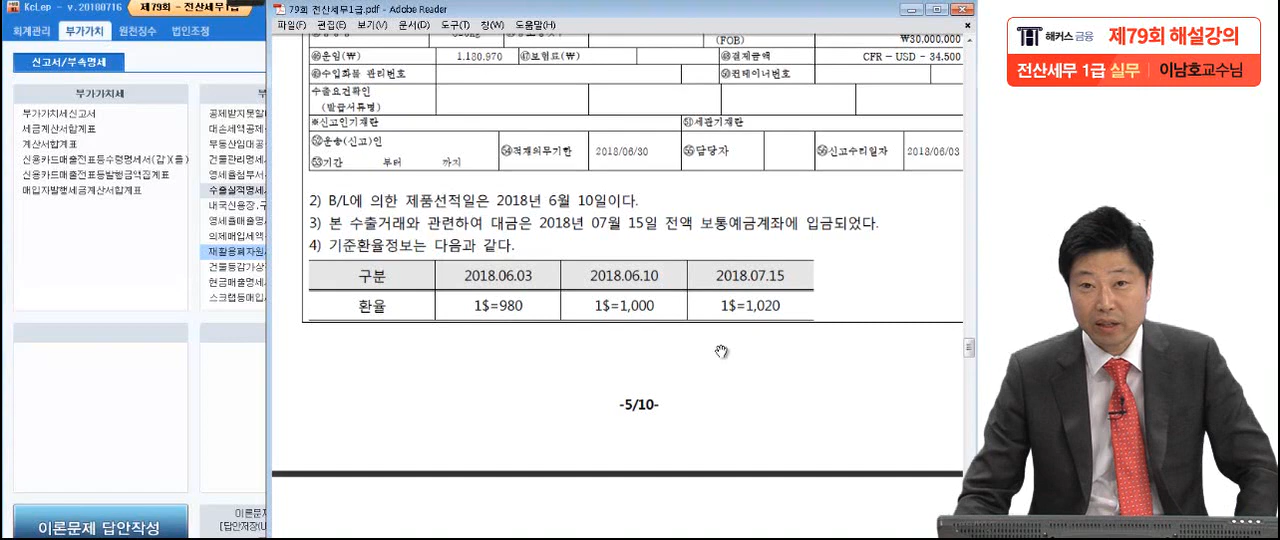 KcLep - v.20180716
제79회 - 전산세무1급
회계관리
부가가치
원천징수
법인조정
신고서/부속명세
부가가치세
부가가치세신고서
세금계산서합계표
계산서합계표
신용카드매출전표등수령명세서(갑)(을)
신용카드매출전표등발행금액집계표
매입자발행세금계산서합계표
공제받지못할
대손세액공제
부동산임대공
건물관리명세
영세율첨부서
수출실적명세
내국신용장.구
영세율매출명
의제매입세액
재활용폐자원
건물등감가상
현금매출명세
스크랩등매입
이론문제 답안작성
이론문
[답안저장(U
79회 전산세무1급.pdf - Adobe Reader
파일(F) 편집(E) 보기(V) 문서(D) 도구(T) 창(W) 도움말(H)
(FOB)
₩30,000,000
㊻운임(₩)
1,180,970
㊼보험료(₩)
㊽결제금액
CFR - USD - 34,500
㊾수입화물 관리번호
㊿컨테이너번호
수출요건확인
(발급서류명)
※신고인기재란
세관기재란
운송(신고)인
기간 부터 까지
적재의무기한
2018/06/30
담당자
신고수리일자
2018/06/03
2) B/L에 의한 제품선적일은 2018년 6월 10일이다.
3) 본 수출거래와 관련하여 대금은 2018년 07월 15일 전액 보통예금계좌에 입금되었다.
4) 기준환율정보는 다음과 같다.
구분 2018.06.03 2018.06.10 2018.07.15
환율 1$=980 1$=1,000 1$=1,020
-5/10-
해커스 금융 제79회 해설강의
전산세무 1급 실무 이남호교수님